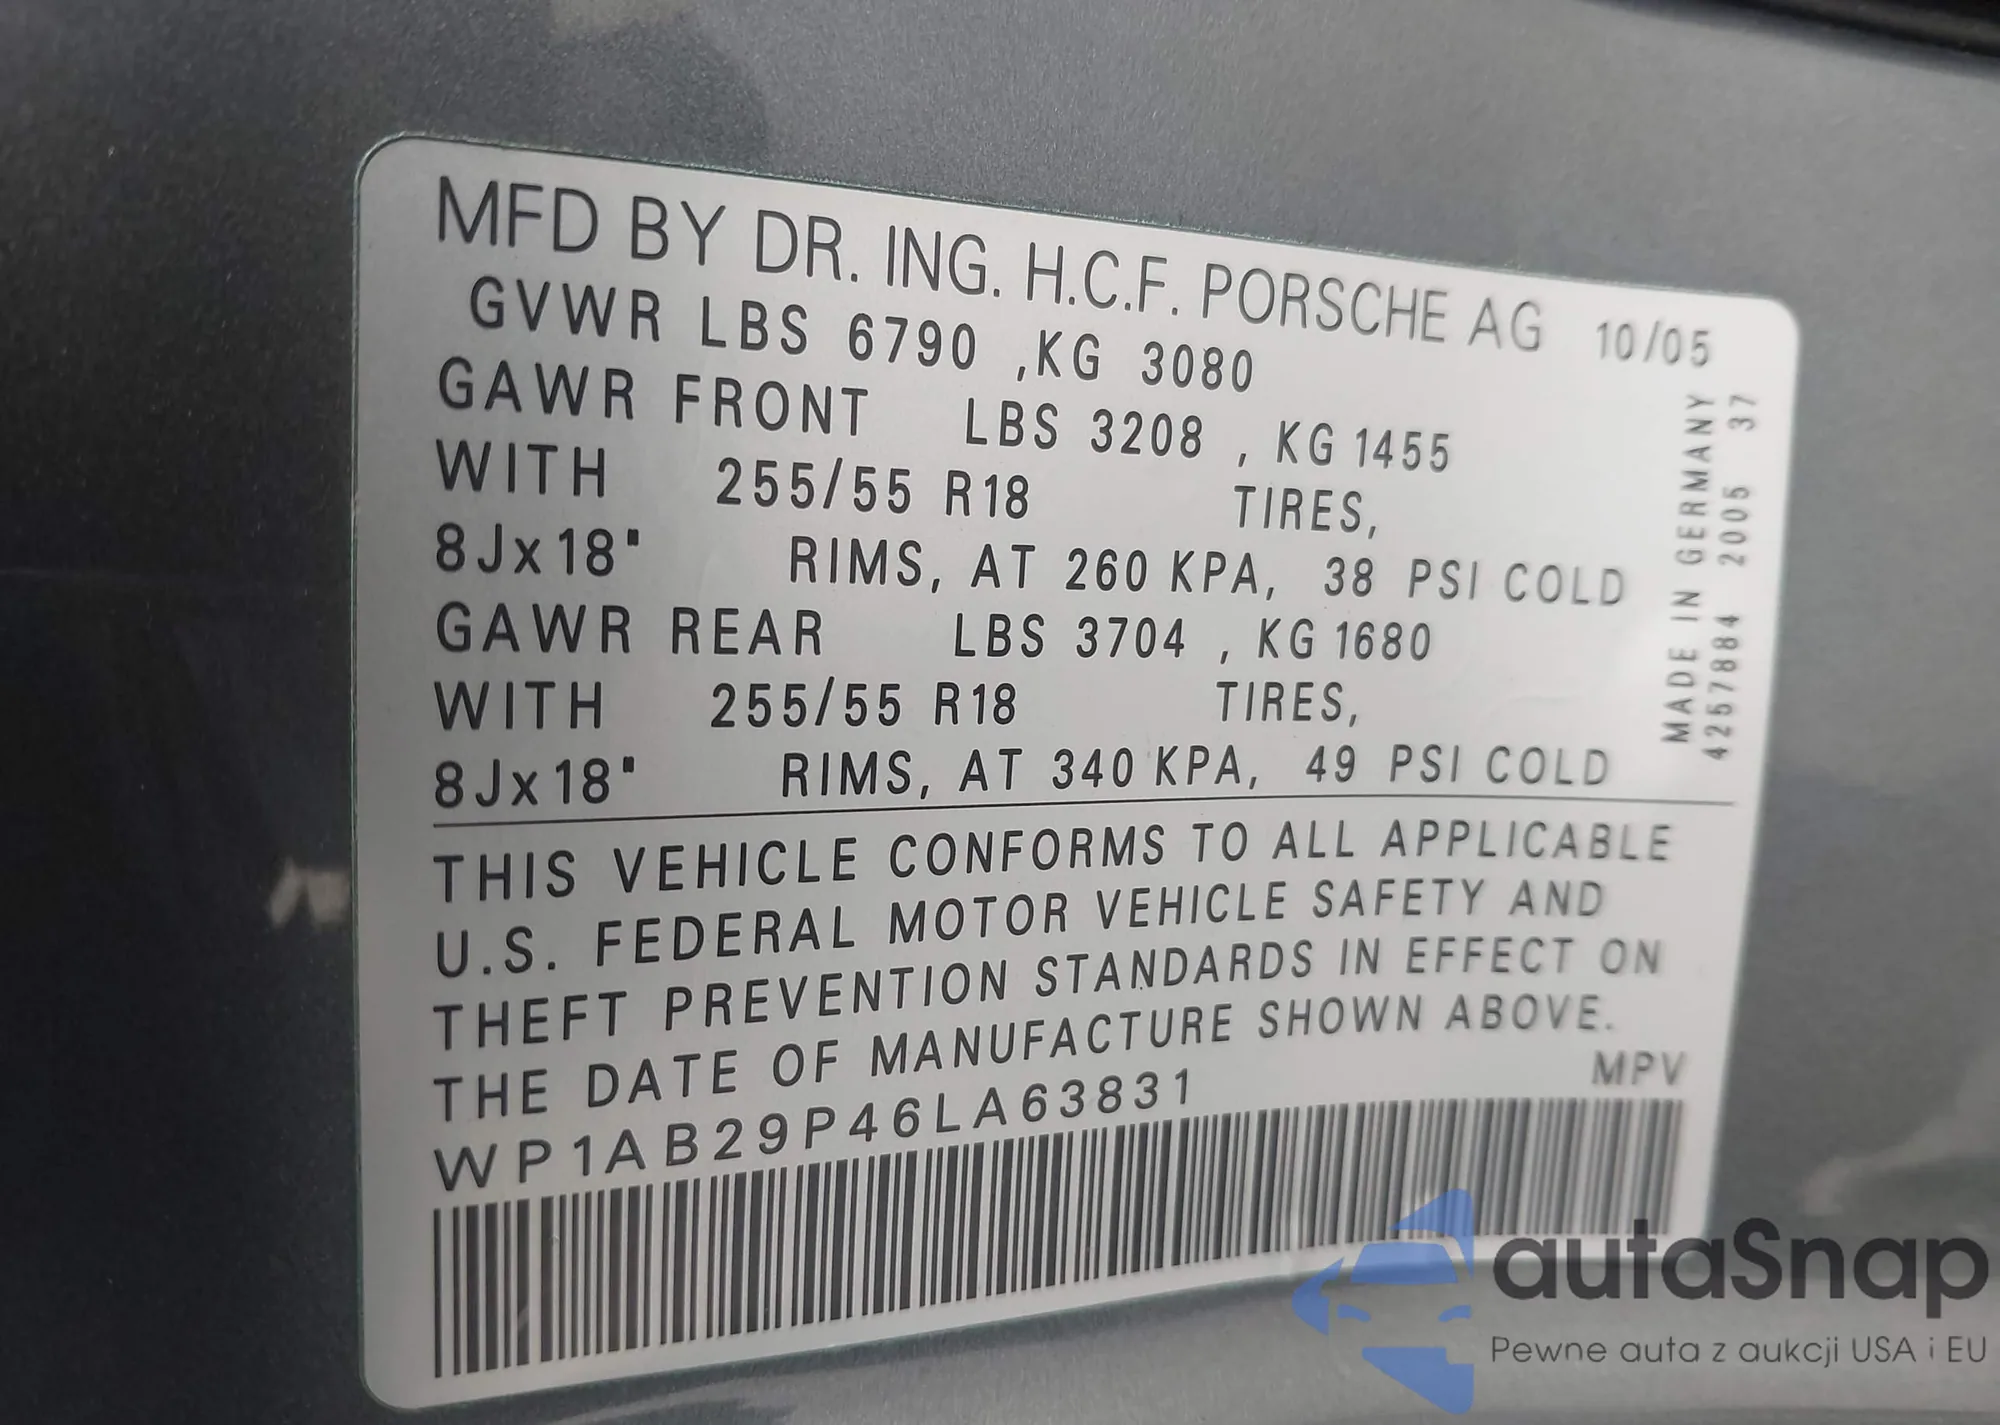 MFD BY DR. ING. H.C.F. PORSCHE AG 10/05
GVWR LBS 6790 ,KG 3080
GAWR FRONT LBS 3208 , KG 1455
WITH 255/55 R18 TIRES,
8Jx18" RIMS, AT 260 KPA, 38 PSI COLD
GAWR REAR LBS 3704 , KG 1680
WITH 255/55 R18 TIRES,
8Jx18" RIMS, AT 340 KPA, 49 PSI COLD
MADE IN GERMANY
4257884 2005 37
THIS VEHICLE CONFORMS TO ALL APPLICABLE
U.S. FEDERAL MOTOR VEHICLE SAFETY AND
THEFT PREVENTION STANDARDS IN EFFECT ON
THE DATE OF MANUFACTURE SHOWN ABOVE.
WP1AB29P46LA63831 MPV
autaSnap
Pewne auta z aukcji USA i EU